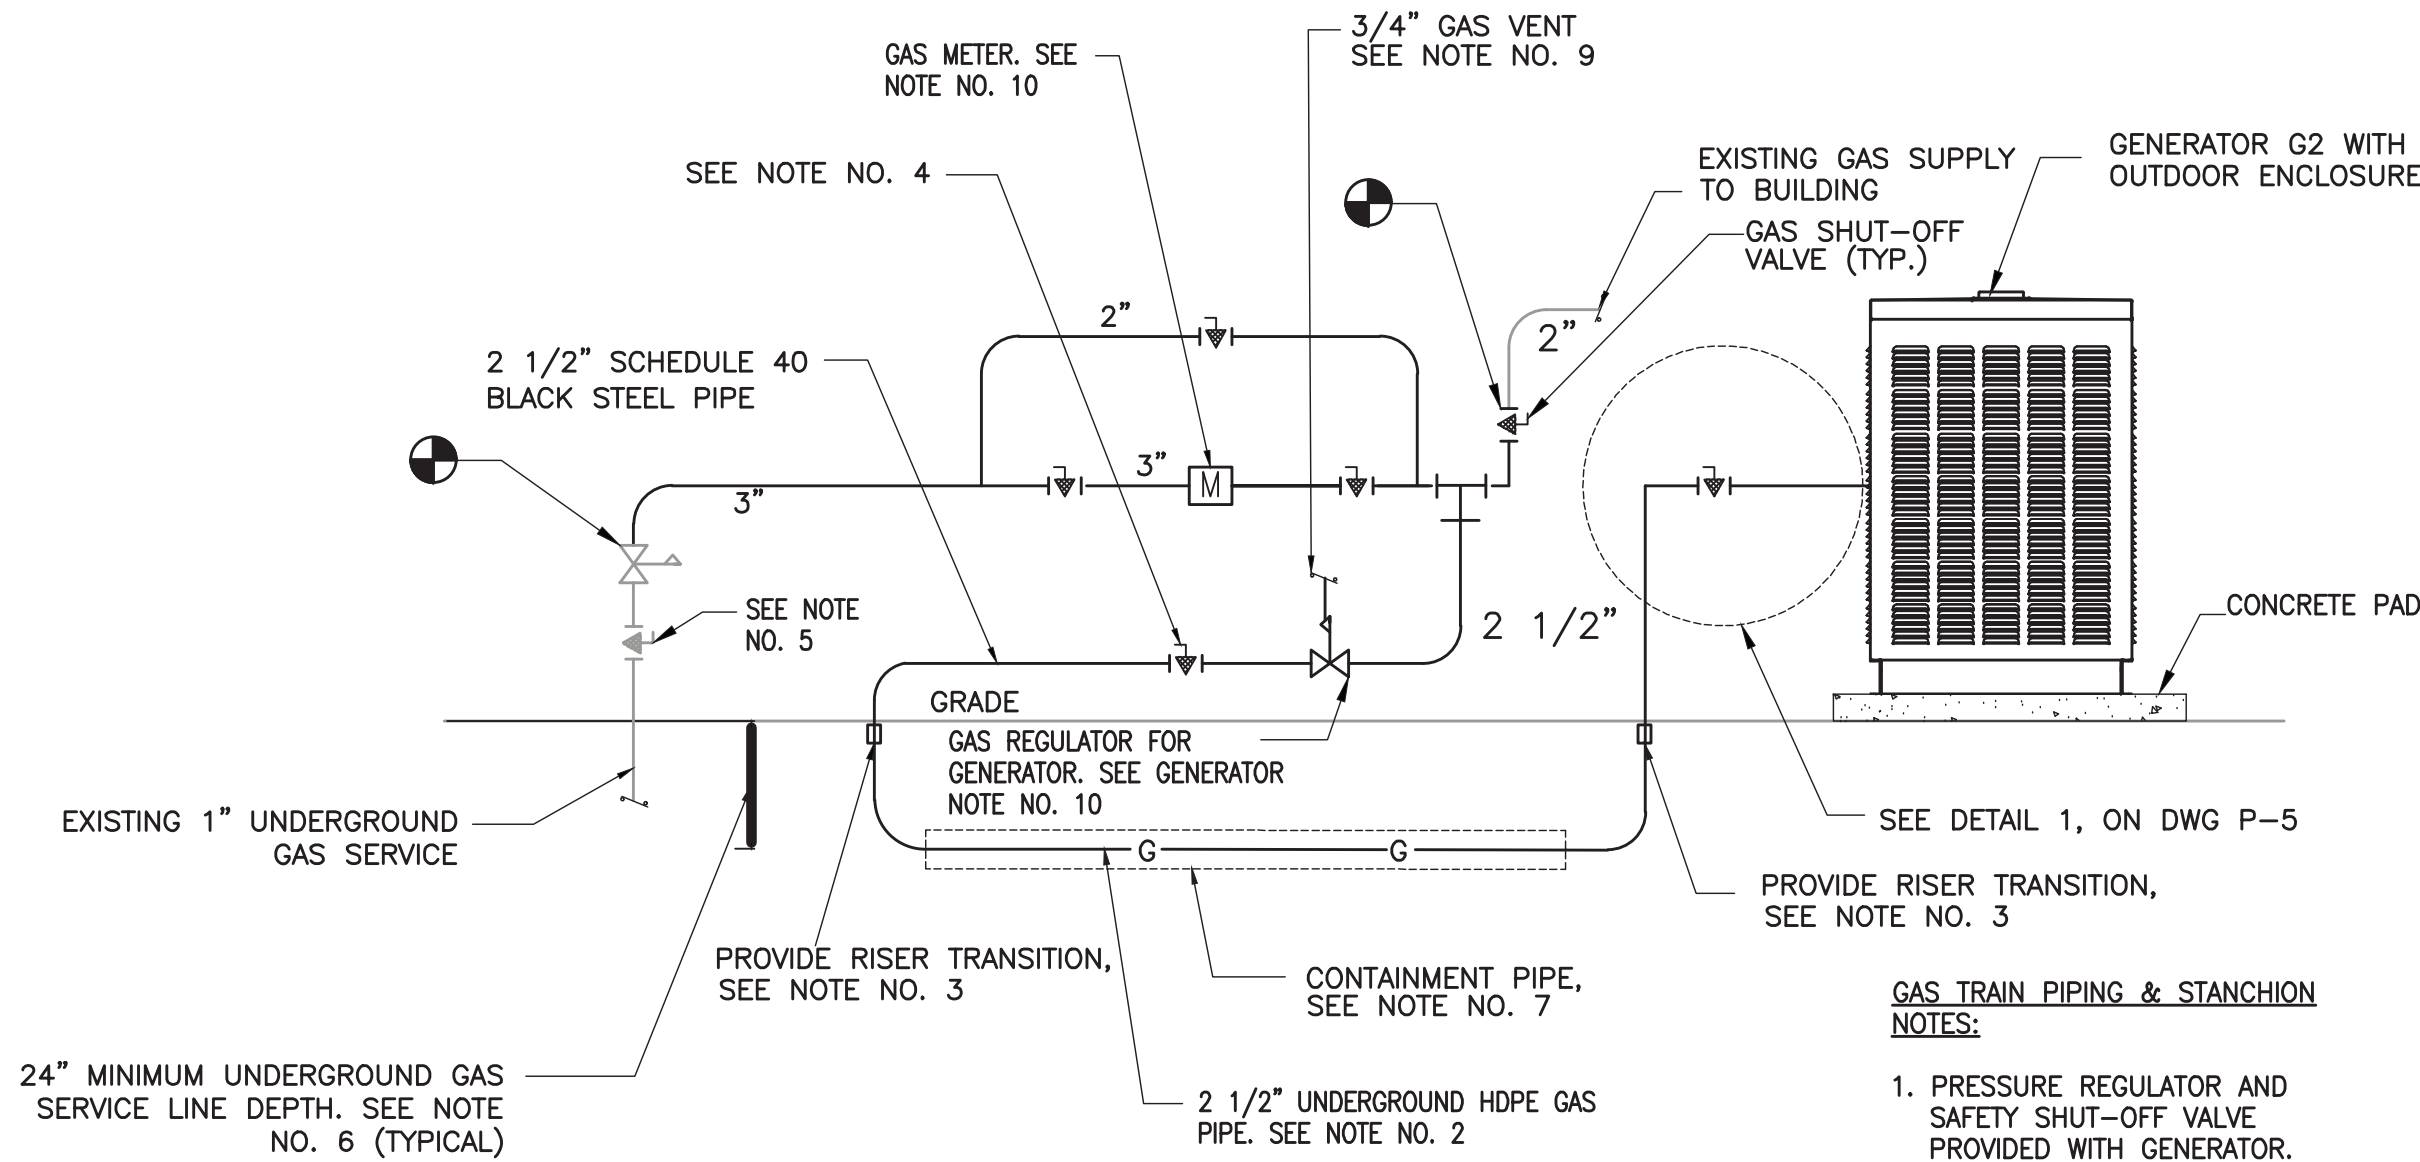 3/4” GAS VENT
SEE NOTE NO. 9
GAS METER. SEE
NOTE NO. 10
SEE NOTE NO. 4
EXISTING GAS SUPPLY
TO BUILDING
GENERATOR G2 WITH
OUTDOOR ENCLOSURE
GAS SHUT-OFF
VALVE (TYP.)
2”
2”
2 1/2” SCHEDULE 40
BLACK STEEL PIPE
3”
M
3”
SEE NOTE
NO. 5
2 1/2”
CONCRETE PAD
GRADE
GAS REGULATOR FOR
GENERATOR. SEE GENERATOR
NOTE NO. 10
EXISTING 1” UNDERGROUND
GAS SERVICE
G
G
SEE DETAIL 1, ON DWG P-5
PROVIDE RISER TRANSITION,
SEE NOTE NO. 3
PROVIDE RISER TRANSITION,
SEE NOTE NO. 3
CONTAINMENT PIPE,
SEE NOTE NO. 7
24” MINIMUM UNDERGROUND GAS
SERVICE LINE DEPTH. SEE NOTE
NO. 6 (TYPICAL)
2 1/2” UNDERGROUND HDPE GAS
PIPE. SEE NOTE NO. 2
GAS TRAIN PIPING & STANCHION
NOTES:
1. PRESSURE REGULATOR AND
SAFETY SHUT-OFF VALVE
PROVIDED WITH GENERATOR.